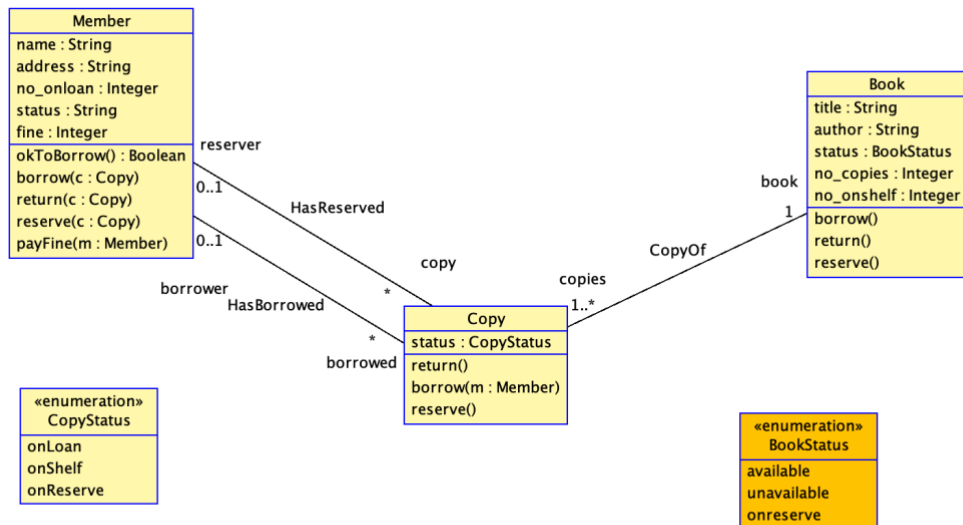 Member
name : String
address : String
no_onloan : Integer
status : String
fine : Integer
okToBorrow() : Boolean
borrow(c : Copy)
return(c : Copy)
reserve(c : Copy)
payFine(m : Member)
reserver
0..1
HasReserved
copy
*
0..1
borrower
HasBorrowed
*
borrowed
Book
title : String
author : String
status : BookStatus
no_copies : Integer
no_onshelf : Integer
borrow()
return()
reserve()
book
1
CopyOf
copies
1..*
Copy
status : CopyStatus
return()
borrow(m : Member)
reserve()
«enumeration»
CopyStatus
onLoan
onShelf
onReserve
«enumeration»
BookStatus
available
unavailable
onreserve